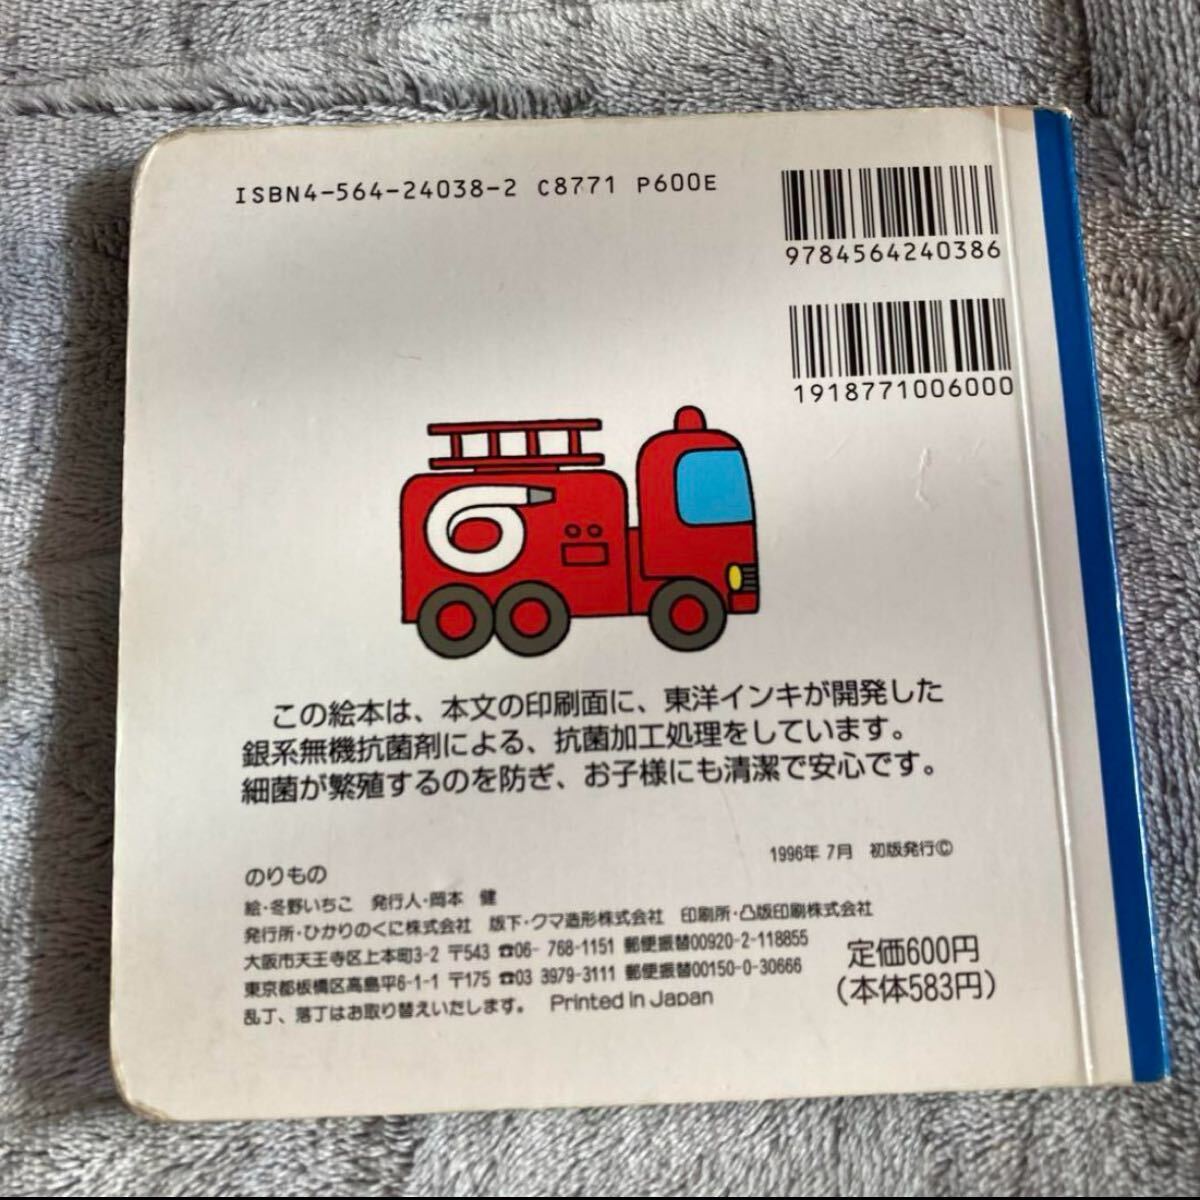 ISBN4-564-24038-2 C8771 P600E
9784564240386
1918771006000
この絵本は、本文の印刷面に、東洋インキが開発した
銀系無機抗菌剤による、抗菌加工処理をしています。
細菌が繁殖するのを防ぎ、お子様にも清潔で安心です。
1996年 7月 初版発行©
のりもの
絵・冬野いちこ 発行人・岡本 健
発行所・ひかりのくに株式会社 版下・クマ造形株式会社 印刷所・凸版印刷株式会社
大阪市天王寺区上本町3-2 〒543 ☎06-768-1151 郵便振替00920-2-118855
東京都板橋区高島平6-1-1 〒175 ☎03 3979-3111 郵便振替00150-0-30666
乱丁、落丁はお取り替えいたします。 Printed in Japan
定価600円
(本体583円)